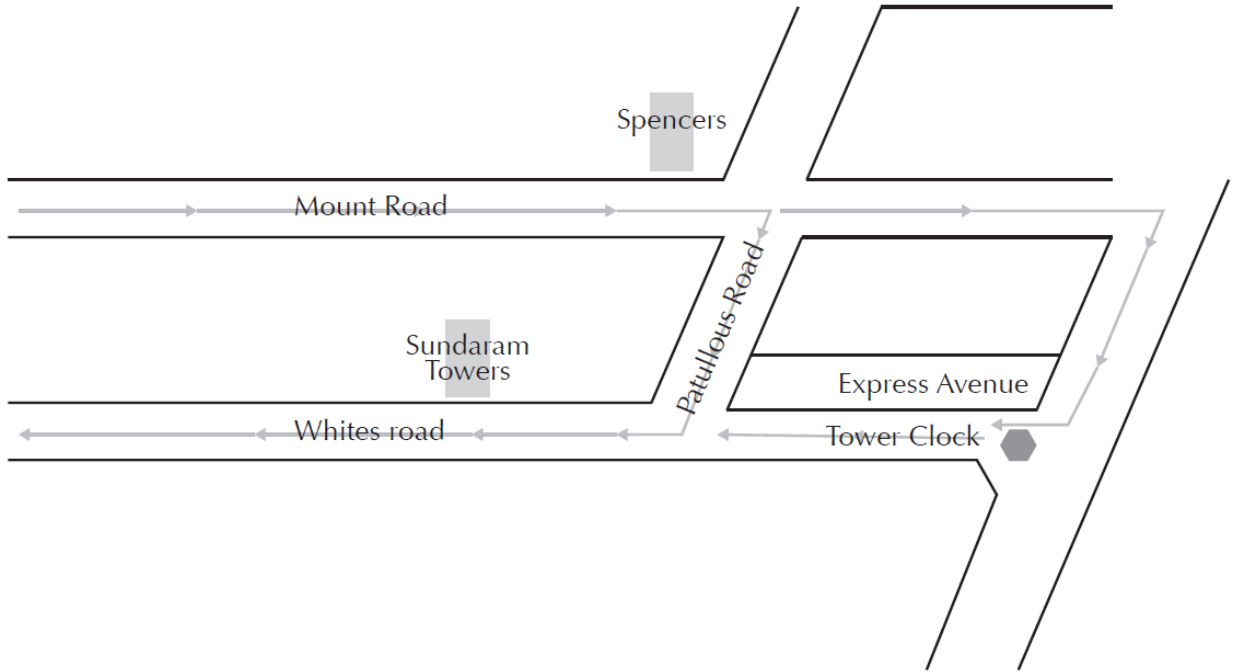 Spencers
Mount Road
Patullous Road
Sundaram
Towers
Express Avenue
Whites road
Tower Clock